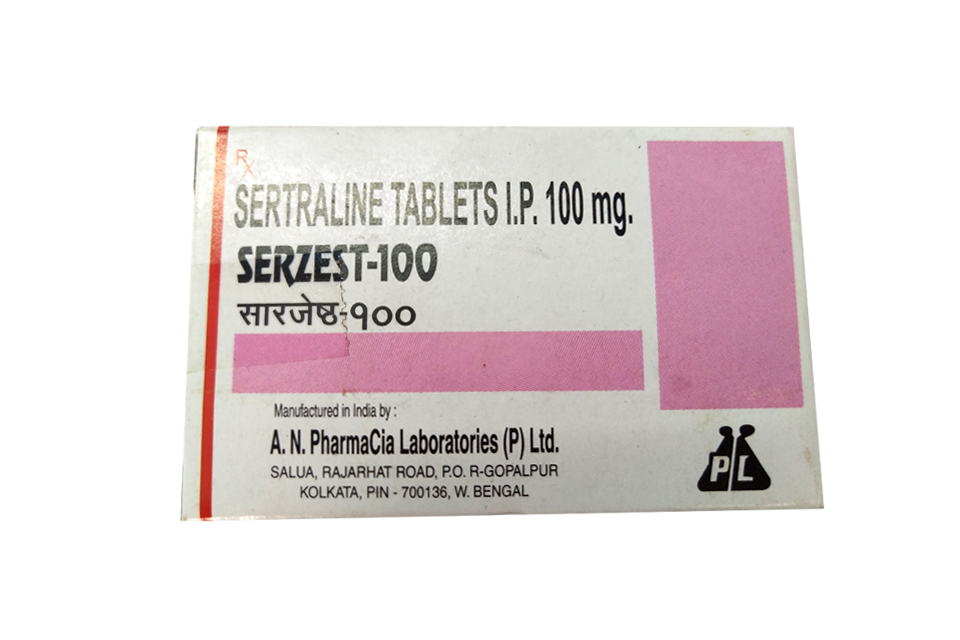 Rx
SERTRALINE TABLETS I.P. 100 mg.
SERZEST-100
सारजेष्ठ-१००
Manufactured in India by :
A. N. PharmaCia Laboratories (P) Ltd.
SALUA, RAJARHAT ROAD, P.O. R-GOPALPUR
KOLKATA, PIN - 700136, W. BENGAL
PL